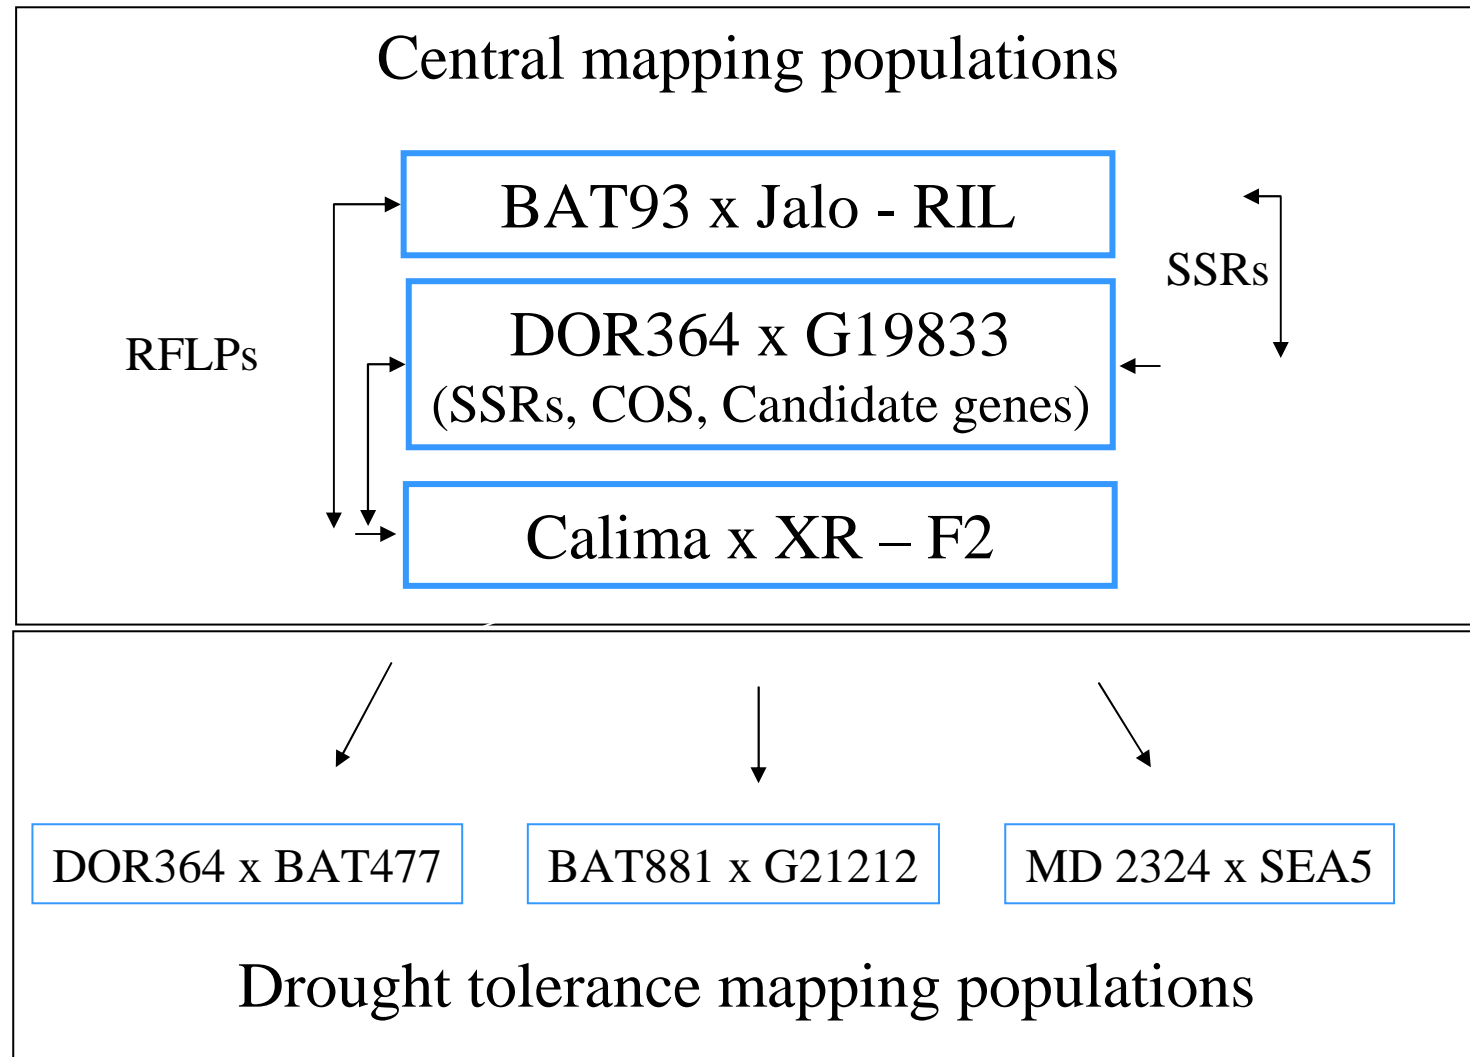 Central mapping populations
BAT93 x Jalo - RIL
SSRs
DOR364 x G19833
RFLPs
(SSRs, COS, Candidate genes)
Calima x XR – F2
DOR364 x BAT477
BAT881 x G21212
MD 2324 x SEA5
Drought tolerance mapping populations